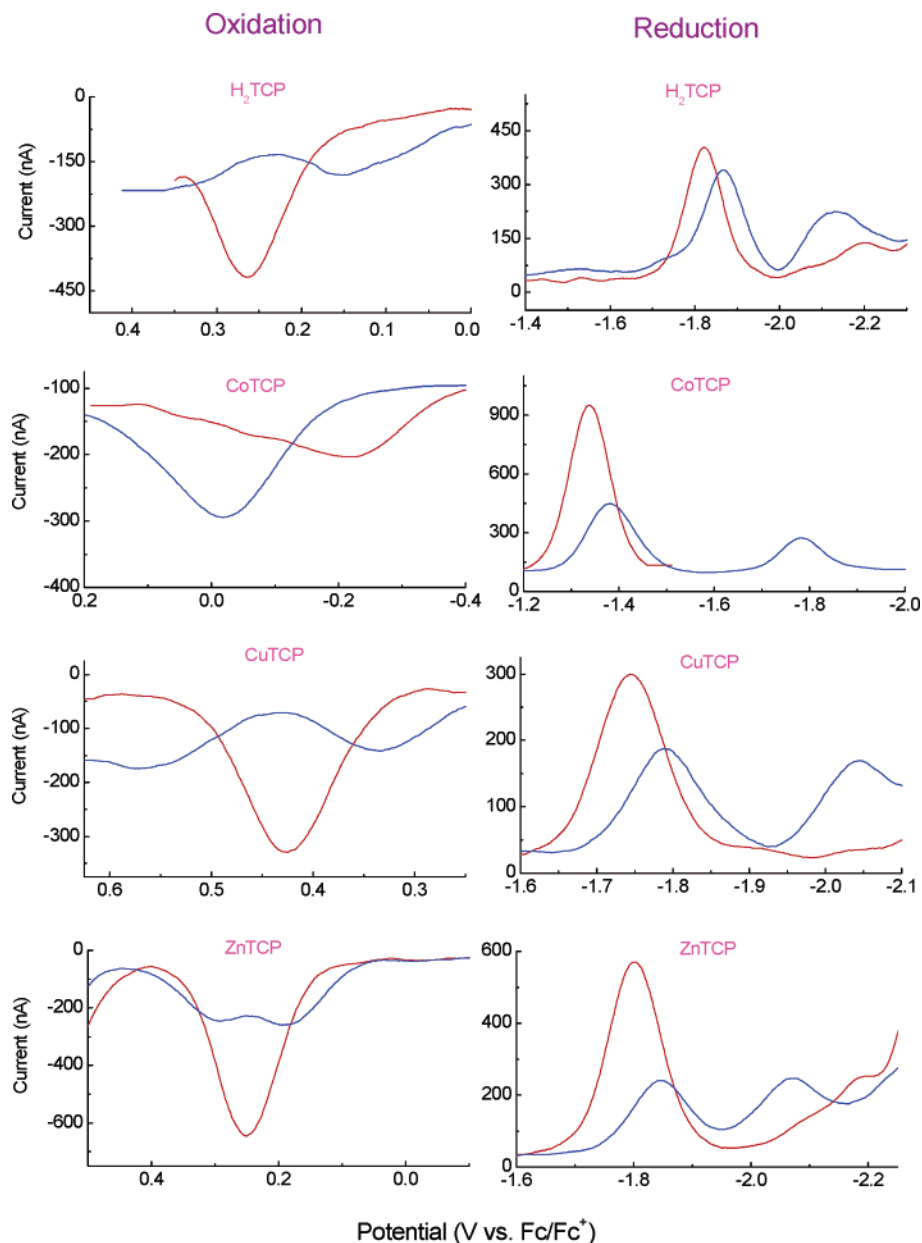 Oxidation Reduction
H₂TCP H₂TCP
0
-150
-300
-450
Current (nA)
0.4 0.3 0.2 0.1 0.0
450
300
150
0
-1.4 -1.6 -1.8 -2.0 -2.2
CoTCP CoTCP
-100
-200
-300
-400
Current (nA)
0.2 0.0 -0.2 -0.4
900
600
300
0
-1.2 -1.4 -1.6 -1.8 -2.0
CuTCP CuTCP
0
-100
-200
-300
Current (nA)
0.6 0.5 0.4 0.3
300
200
100
0
-1.6 -1.7 -1.8 -1.9 -2.0 -2.1
ZnTCP ZnTCP
0
-200
-400
-600
Current (nA)
0.4 0.2 0.0
600
400
200
0
-1.6 -1.8 -2.0 -2.2
Potential (V vs. Fc/Fc⁺)